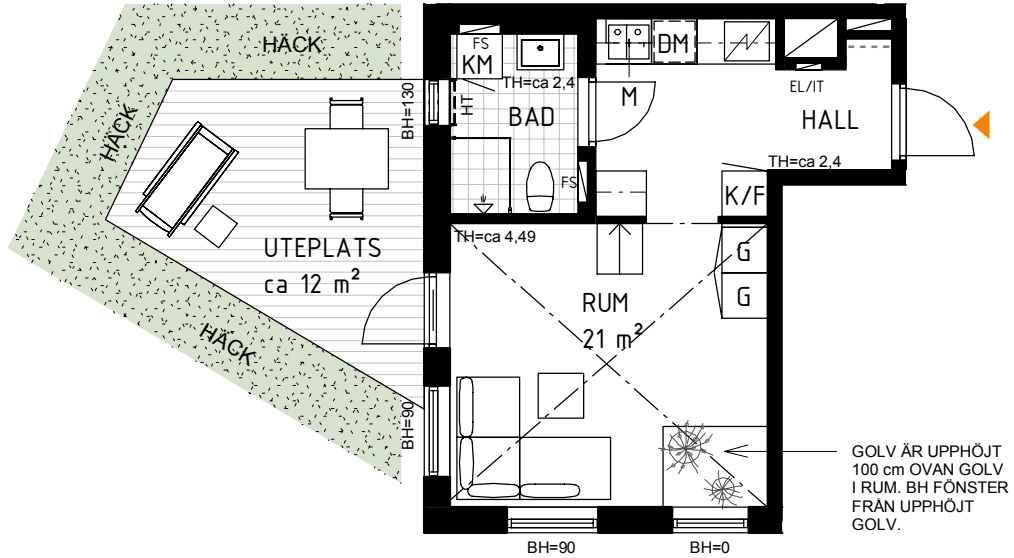 HÄCK
FS
KM
DM
TH=ca 2,4
EL/IT
BH=130
HT
BAD
M
HALL
HÄCK
TH=ca 2,4
FS
K/F
TH=ca 4,49
UTEPLATS
ca 12 m²
G
RUM
21 m²
G
HÄCK
BH=90
GOLV ÄR UPPHÖJT
100 cm OVAN GOLV
I RUM. BH FÖNSTER
FRÅN UPPHÖJT
GOLV.
BH=90
BH=0